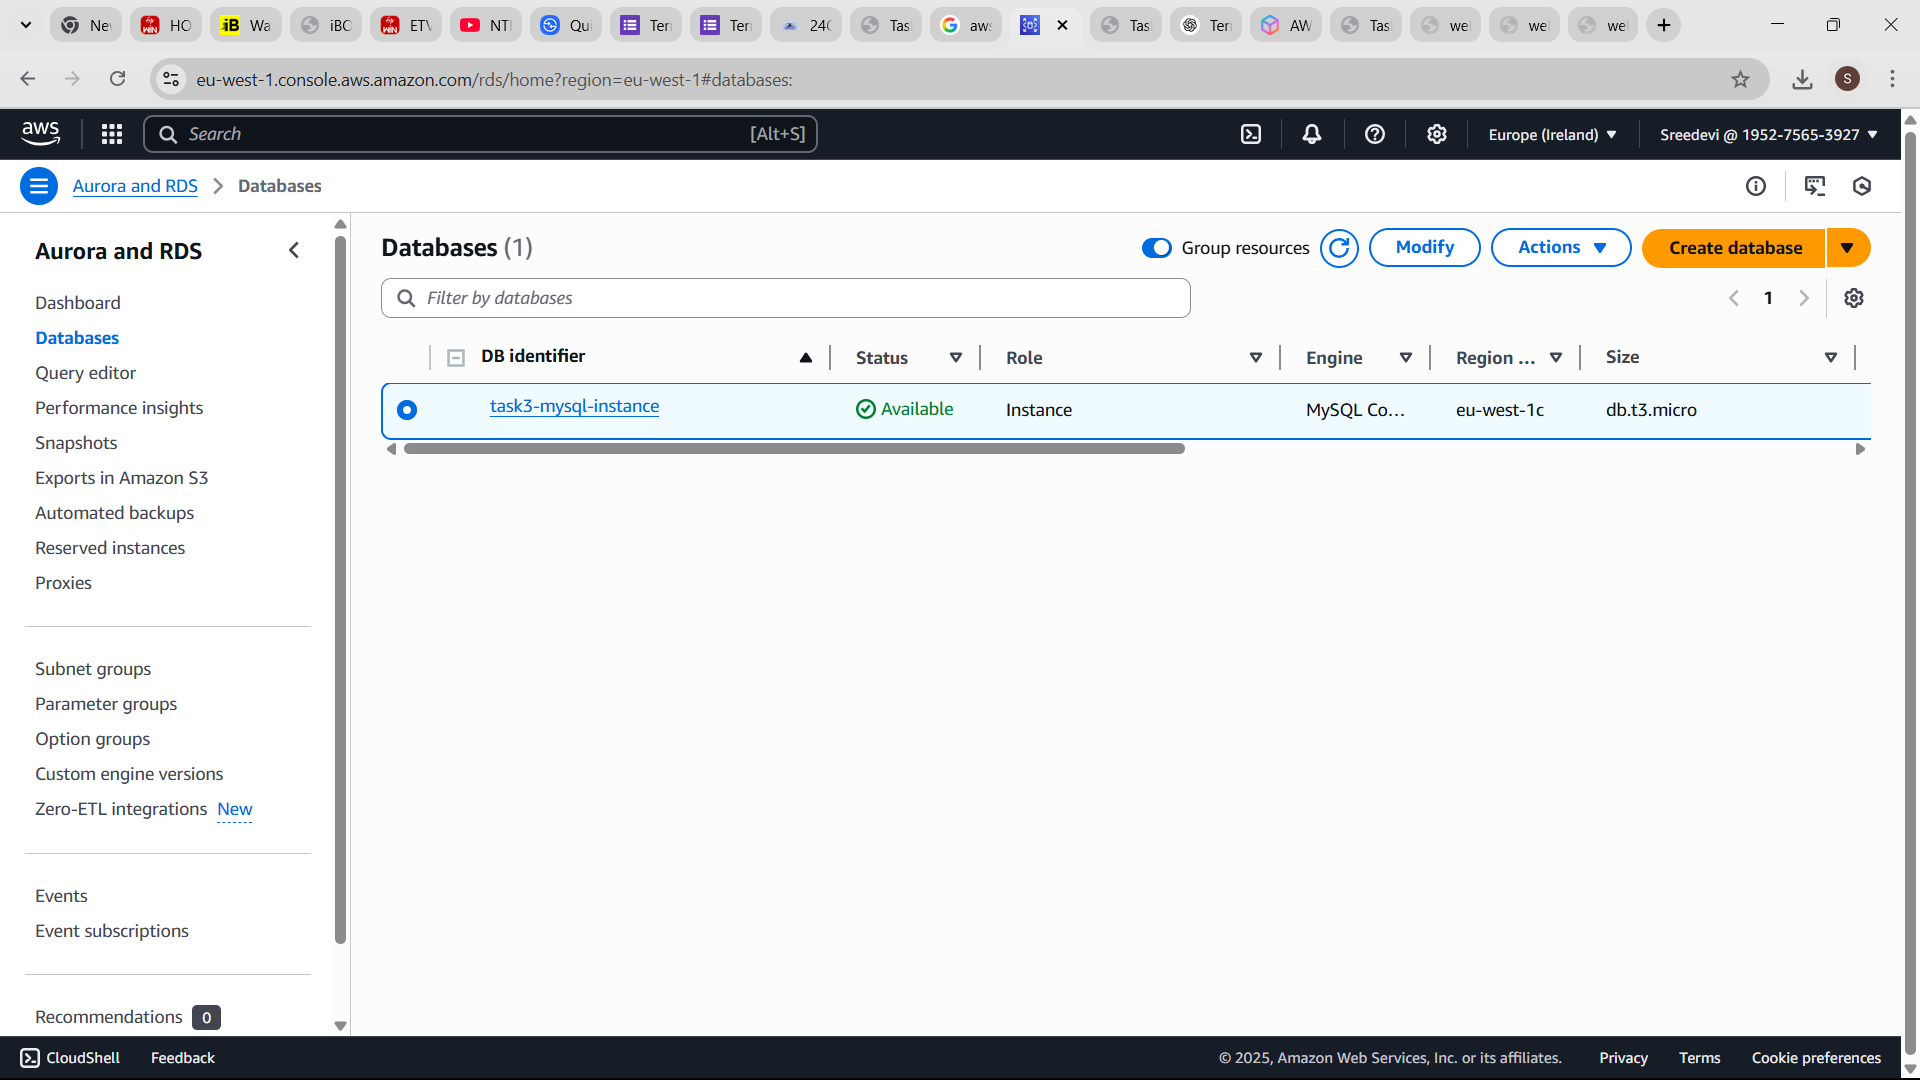 Ne
HO
Wa
iBO
ETV
NTI
Qui
Ter
Ter
24C
Tas
aws
Tas
Ter
AW
Tas
we
we
we
eu-west-1.console.aws.amazon.com/rds/home?region=eu-west-1#databases:
S
aws
Search
[Alt+S]
Europe (Ireland)
Sreedevi @ 1952-7565-3927
Aurora and RDS
Databases
Aurora and RDS
Dashboard
Databases
Query editor
Performance insights
Snapshots
Exports in Amazon S3
Automated backups
Reserved instances
Proxies
Subnet groups
Parameter groups
Option groups
Custom engine versions
Zero-ETL integrations New
Events
Event subscriptions
Recommendations 0
Databases (1)
Group resources
Modify
Actions
Create database
Filter by databases
1
DB identifier Status Role Engine Region ... Size
task3-mysql-instance Available Instance MySQL Co... eu-west-1c db.t3.micro
CloudShell Feedback
© 2025, Amazon Web Services, Inc. or its affiliates. Privacy Terms Cookie preferences